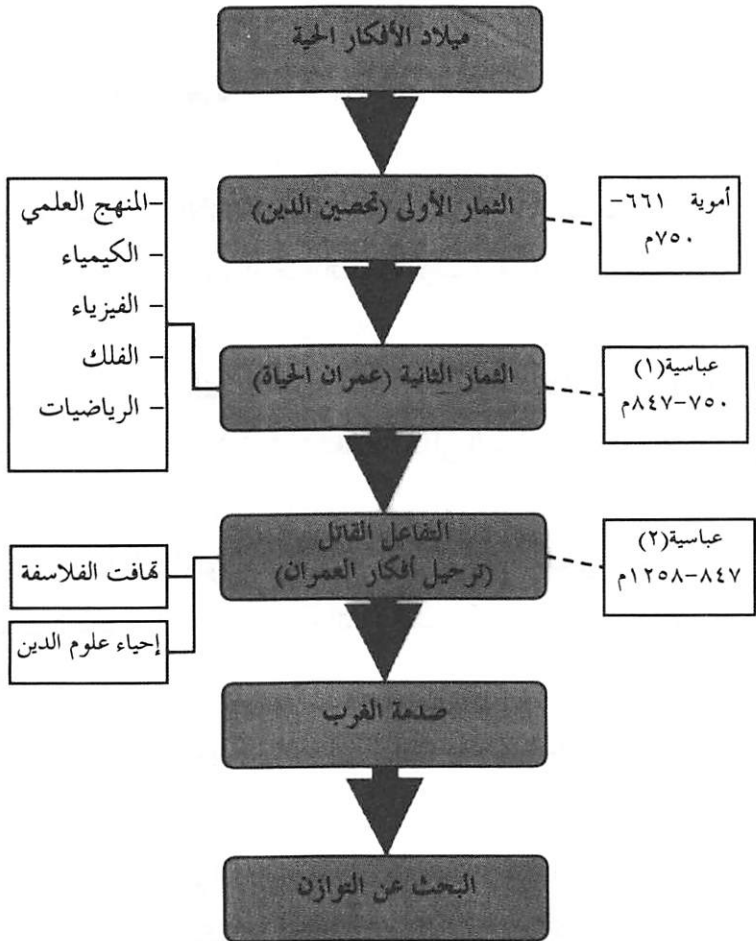 ميلاد الأفكار الحية
الثمار الأولى (تحصين الدين)
أموية ٦٦١-
٧٥٠م
-المنهج العلمي
- الكيمياء
- الفيزياء
- الفلك
- الرياضيات
الثمار الثانية (عمران الحياة)
عباسية(١)
٧٥٠-٨٤٧م
التفاعل القاتل
(ترحيل أفكار العمران)
عباسية(٢)
٨٤٧-١٢٥٨م
تهافت الفلاسفة
إحياء علوم الدين
صدمة الغرب
البحث عن التوازن